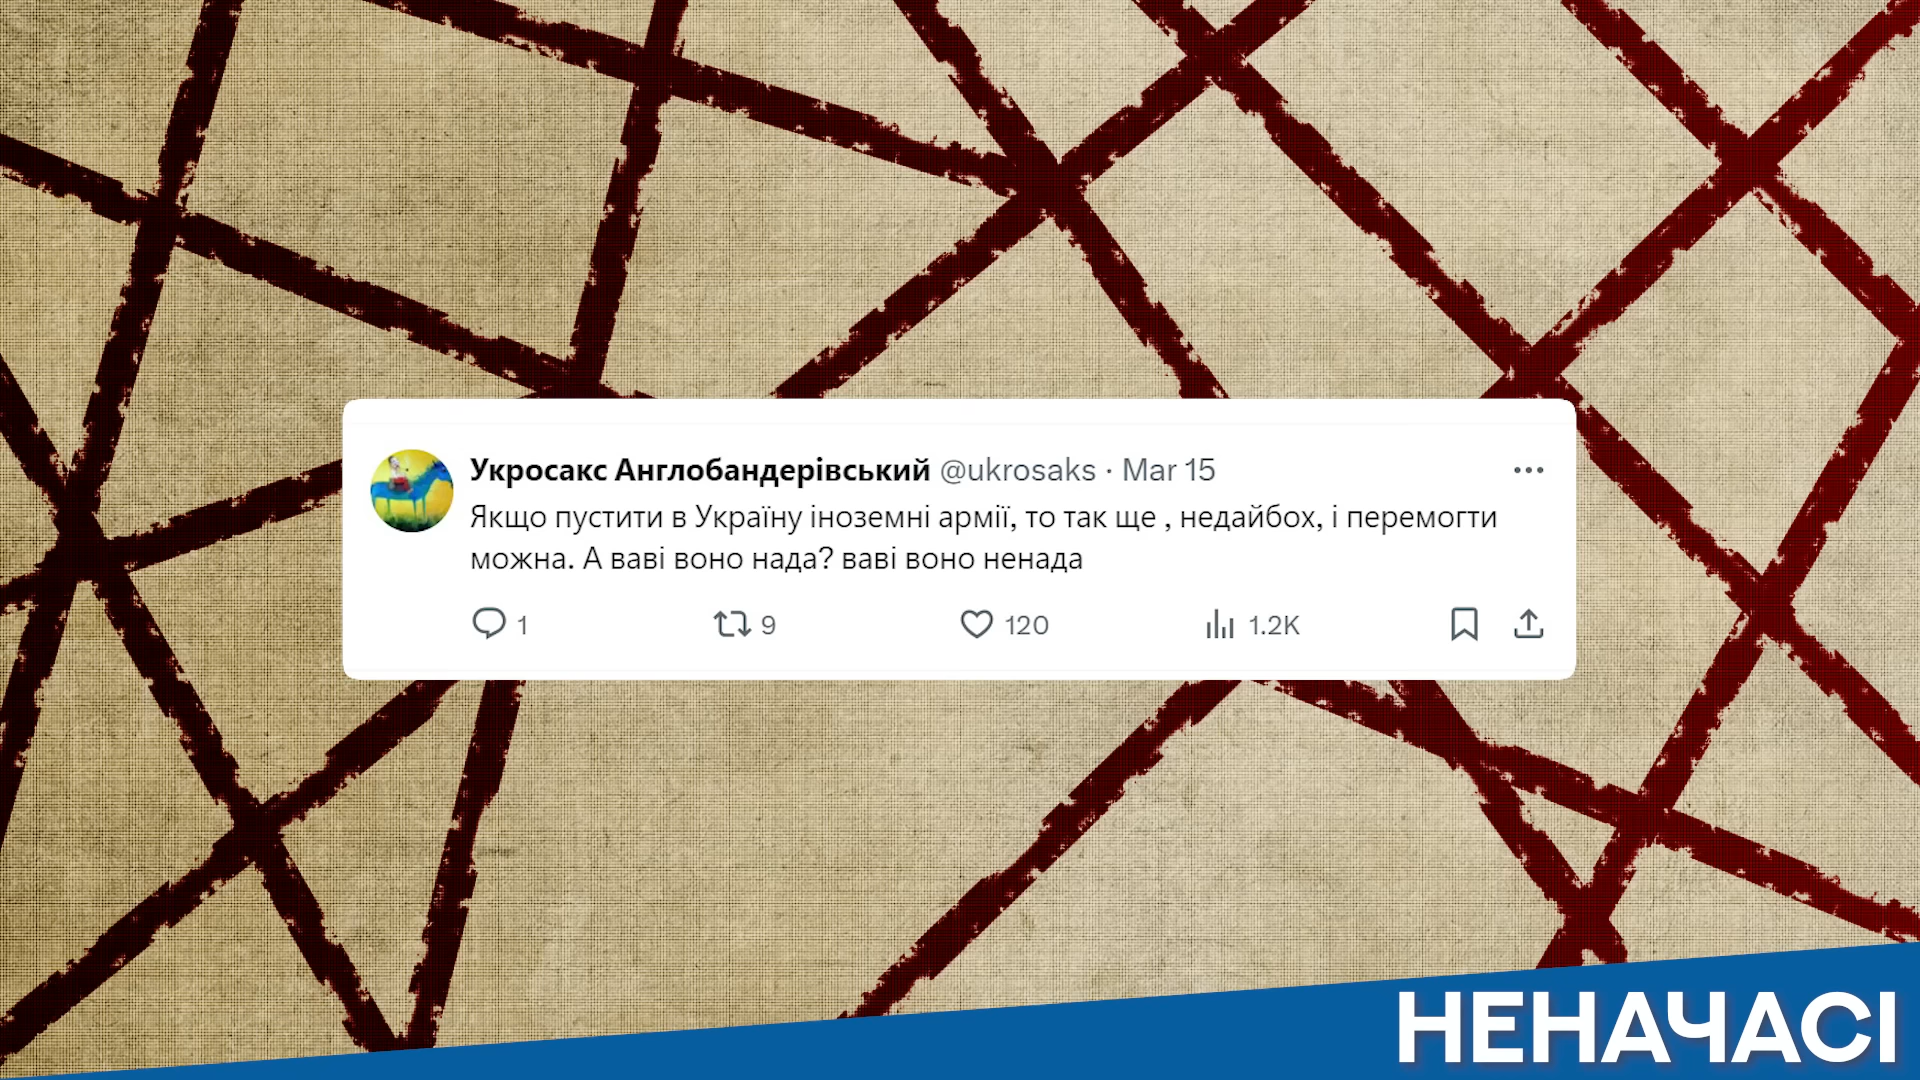 Укросакс Англобандерівський @ukrosaks · Mar 15
Якщо пустити в Україну іноземні армії, то так ще , недайбох, і перемогти
можна. А ваві воно нада? ваві воно ненада
1 9 120 1.2K
НЕНАЧАСІ